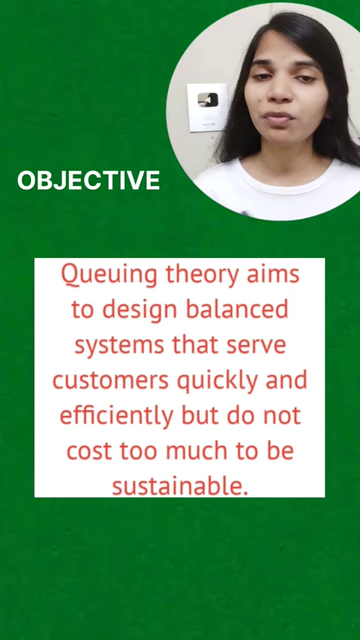 OBJECTIVE
Queuing theory aims
to design balanced
systems that serve
customers quickly and
efficiently but do not
cost too much to be
sustainable.